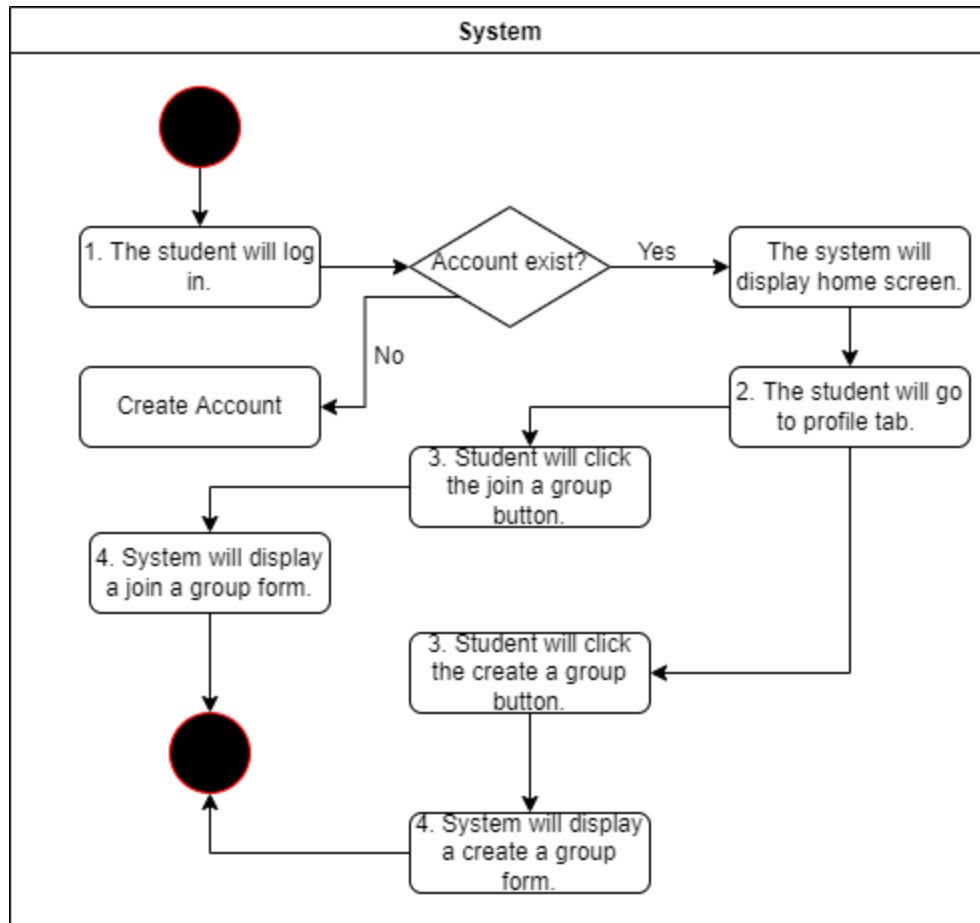 System
1. The student will log
in.
Account exist?
Yes
The system will
display home screen.
No
Create Account
2. The student will go
to profile tab.
3. Student will click
the join a group
button.
4. System will display
a join a group form.
3. Student will click
the create a group
button.
4. System will display
a create a group
form.